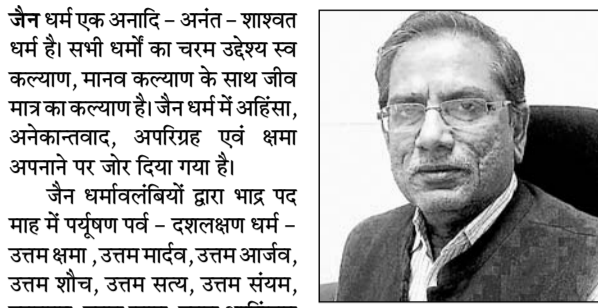 जैन धर्म एक अनादि – अनंत – शाश्वत
धर्म है। सभी धर्मों का चरम उद्देश्य स्व
कल्याण, मानव कल्याण के साथ जीव
मात्र का कल्याण है। जैन धर्म में अहिंसा,
अनेकान्तवाद, अपरिग्रह एवं क्षमा
अपनाने पर जोर दिया गया है।
जैन धर्मावलंबियों द्वारा भाद्र पद
माह में पर्यूषण पर्व – दशलक्षण धर्म –
उत्तम क्षमा ,उत्तम मार्दव, उत्तम आर्जव,
उत्तम शौच, उत्तम सत्य, उत्तम संयम,